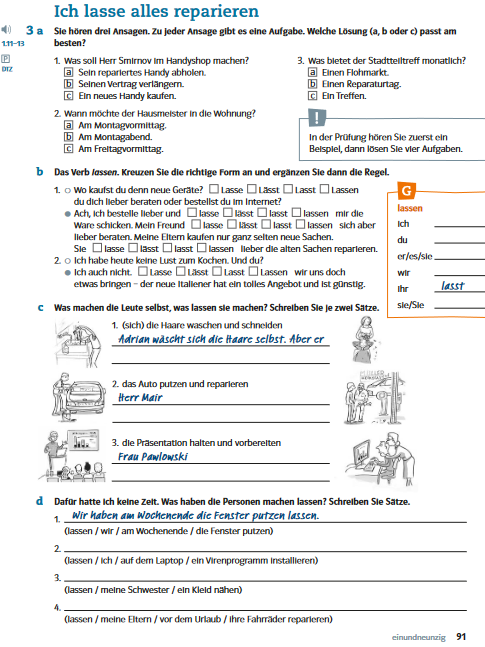 Ich lasse alles reparieren
3 a Sie hören drei Ansagen. Zu jeder Ansage gibt es eine Aufgabe. Welche Lösung (a, b oder c) passt am
1.11–13 besten?
P
DTZ
1. Was soll Herr Smirnov im Handyshop machen?
a Sein repariertes Handy abholen.
b Seinen Vertrag verlängern.
c Ein neues Handy kaufen.
2. Wann möchte der Hausmeister in die Wohnung?
a Am Montagvormittag.
b Am Montagabend.
c Am Freitagvormittag.
3. Was bietet der Stadtteiltreff monatlich?
a Einen Flohmarkt.
b Einen Reparaturtag.
c Ein Treffen.
!
In der Prüfung hören Sie zuerst ein
Beispiel, dann lösen Sie vier Aufgaben.
b Das Verb lassen. Kreuzen Sie die richtige Form an und ergänzen Sie dann die Regel.
1. ○ Wo kaufst du denn neue Geräte? □ Lasse □ Lässt □ Lasst □ Lassen
du dich lieber beraten oder bestellst du im Internet?
● Ach, ich bestelle lieber und □ lasse □ lässt □ lasst □ lassen mir die
Ware schicken. Mein Freund □ lasse □ lässt □ lasst □ lassen sich aber
lieber beraten. Meine Eltern kaufen nur ganz selten neue Sachen.
Sie □ lasse □ lässt □ lasst □ lassen lieber die alten Sachen reparieren.
2. ○ Ich habe heute keine Lust zum Kochen. Und du?
● Ich auch nicht. □ Lasse □ Lässt □ Lasst □ Lassen wir uns doch
etwas bringen – der neue Italiener hat ein tolles Angebot und ist günstig.
G
lassen
ich
du
er/es/sie
wir
ihr lasst
sie/Sie
c Was machen die Leute selbst, was lassen sie machen? Schreiben Sie je zwei Sätze.
1. (sich) die Haare waschen und schneiden
Adrian wäscht sich die Haare selbst. Aber er
2. das Auto putzen und reparieren
Herr Mair
3. die Präsentation halten und vorbereiten
Frau Pawlowski
d Dafür hatte ich keine Zeit. Was haben die Personen machen lassen? Schreiben Sie Sätze.
1. Wir haben am Wochenende die Fenster putzen lassen.
(lassen / wir / am Wochenende / die Fenster putzen)
2.
(lassen / ich / auf dem Laptop / ein Virenprogramm installieren)
3.
(lassen / meine Schwester / ein Kleid nähen)
4.
(lassen / meine Eltern / vor dem Urlaub / ihre Fahrräder reparieren)
einundneunzig 91